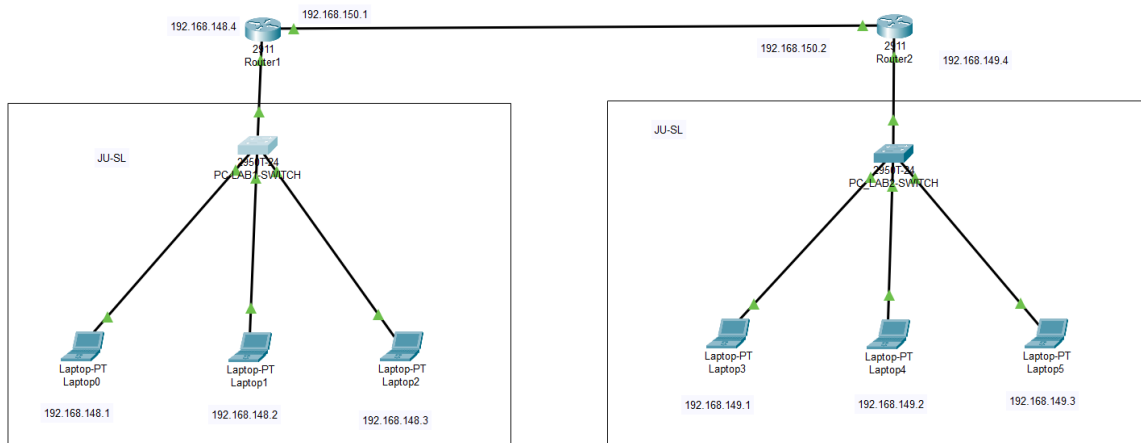 192.168.150.1
192.168.148.4
2911
Router1
2911
Router2
192.168.150.2
192.168.149.4
JU-SL
2950T-24
PC-LAB1-SWITCH
JU-SL
2950T-24
PC_LAB2-SWITCH
Laptop-PT
Laptop0
Laptop-PT
Laptop1
Laptop-PT
Laptop2
Laptop-PT
Laptop3
Laptop-PT
Laptop4
Laptop-PT
Laptop5
192.168.148.1
192.168.148.2
192.168.148.3
192.168.149.1
192.168.149.2
192.168.149.3